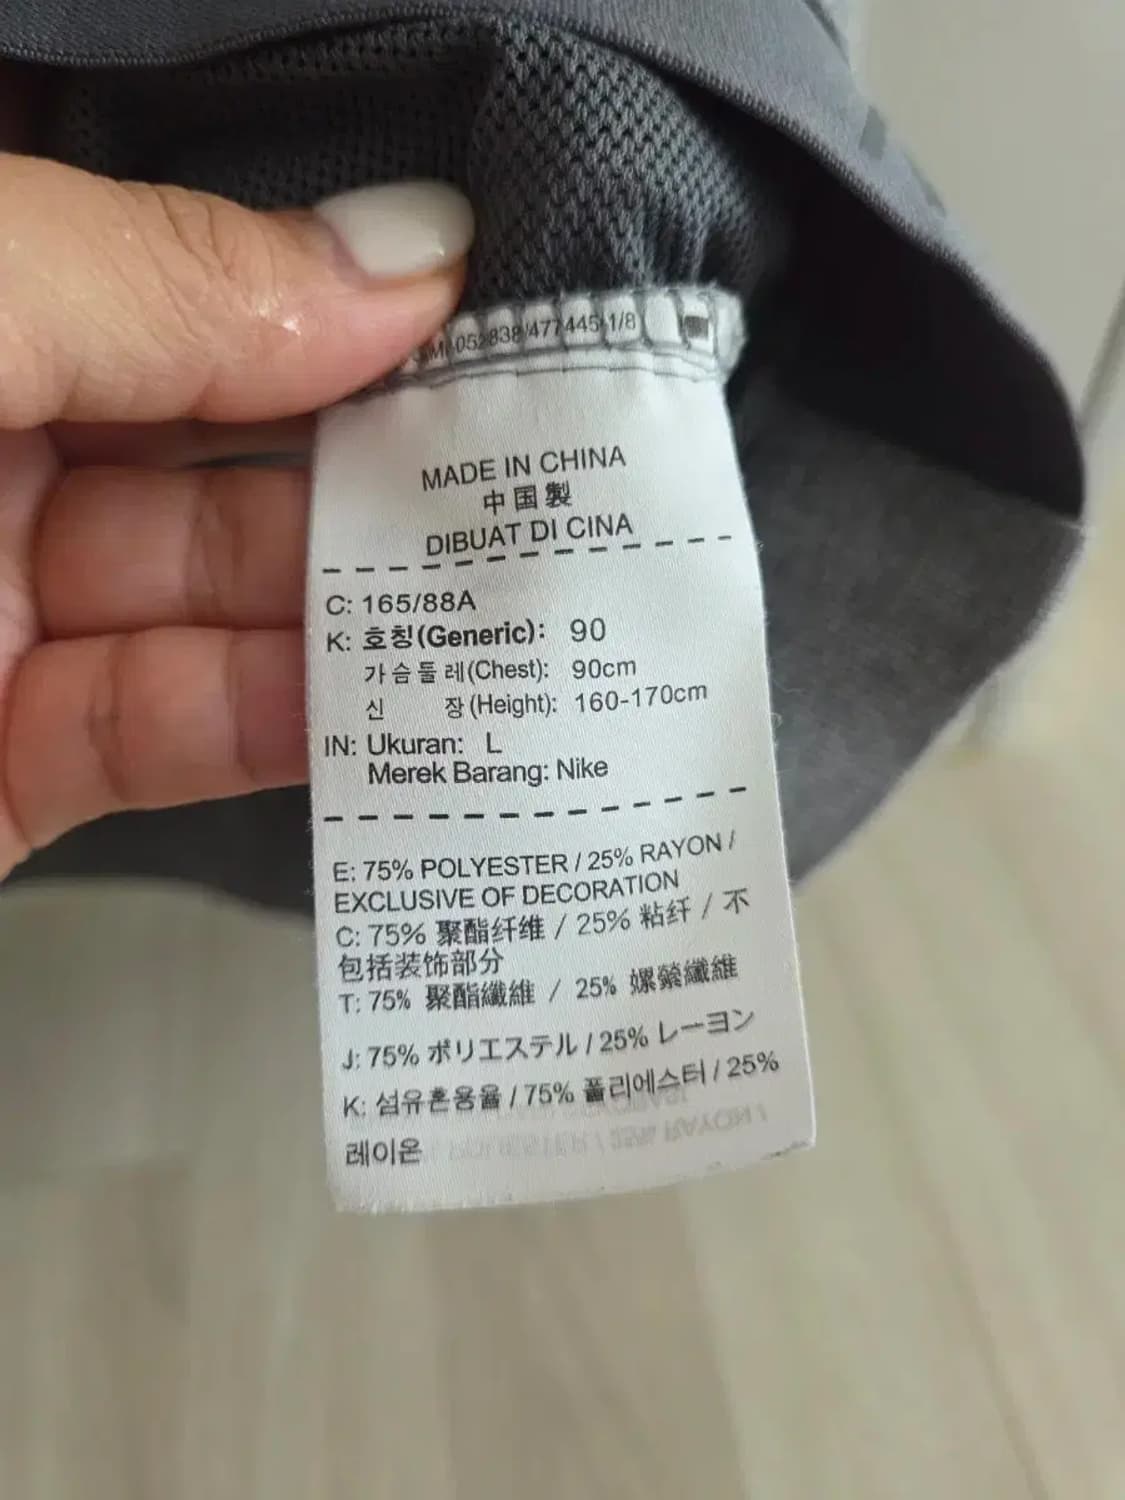 052838/477445 1/8
MADE IN CHINA
中国製
DIBUAT DI CINA
C: 165/88A
K: 호칭(Generic): 90
가슴둘레(Chest): 90cm
신 장(Height): 160-170cm
IN: Ukuran: L
Merek Barang: Nike
E: 75% POLYESTER / 25% RAYON /
EXCLUSIVE OF DECORATION
C: 75% 聚酯纤维 / 25% 粘纤 / 不
包括装饰部分
T: 75% 聚酯纖維 / 25% 嫘縈纖維
J: 75% ポリエステル / 25% レーヨン
K: 섬유혼용율 / 75% 폴리에스터 / 25%
레이온